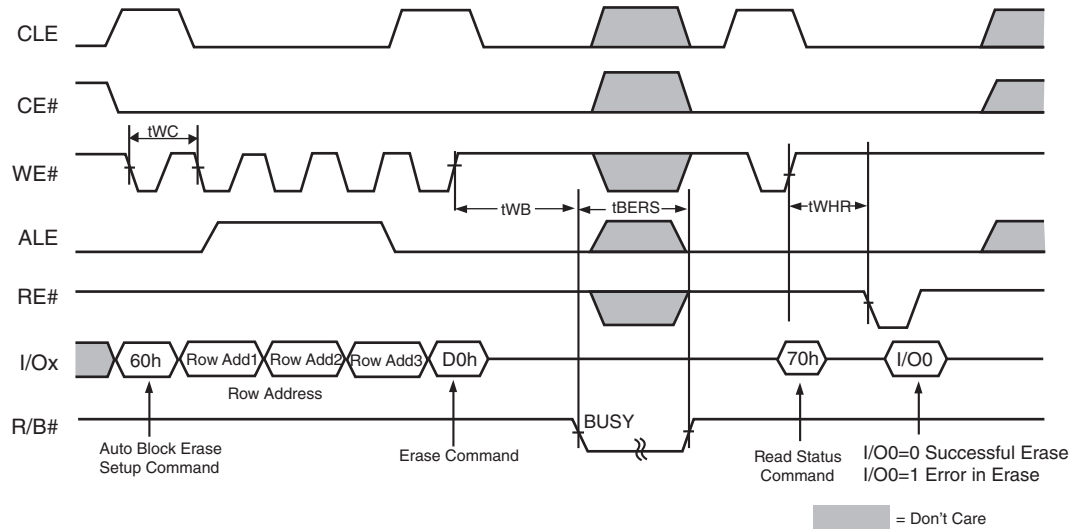 CLE
CE#
tWC
WE#
tWB
tBERS
tWHR
ALE
RE#
I/Ox
60h
Row Add1
Row Add2
Row Add3
D0h
70h
I/O0
Row Address
R/B#
BUSY
Auto Block Erase
Setup Command
Erase Command
Read Status
Command
I/O0=0 Successful Erase
I/O0=1 Error in Erase
= Don't Care